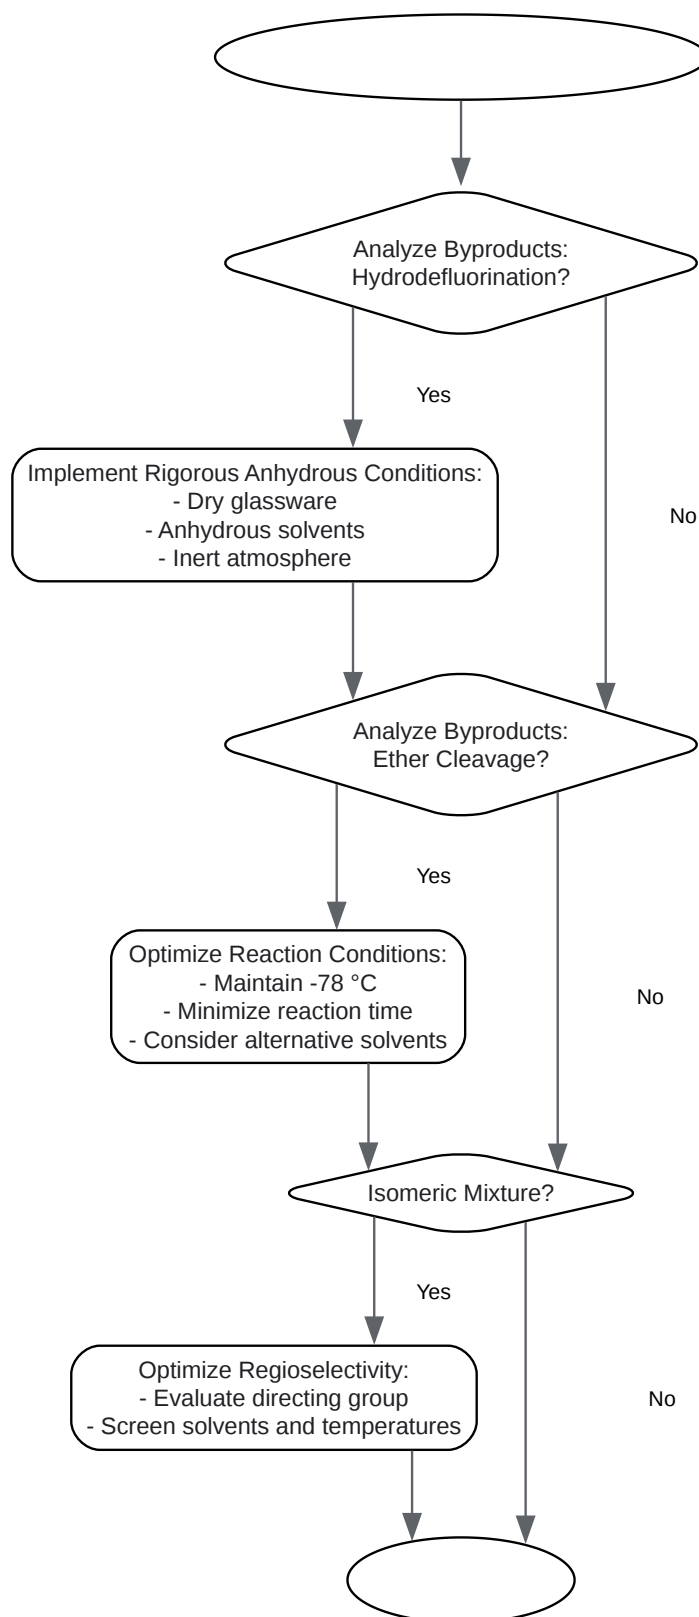 Analyze Byproducts:
Hydrodefluorination?
Yes
Implement Rigorous Anhydrous Conditions:
- Dry glassware
- Anhydrous solvents
- Inert atmosphere
No
Analyze Byproducts:
Ether Cleavage?
Yes
Optimize Reaction Conditions:
- Maintain -78 °C
- Minimize reaction time
- Consider alternative solvents
No
Isomeric Mixture?
Yes
Optimize Regioselectivity:
- Evaluate directing group
- Screen solvents and temperatures
No